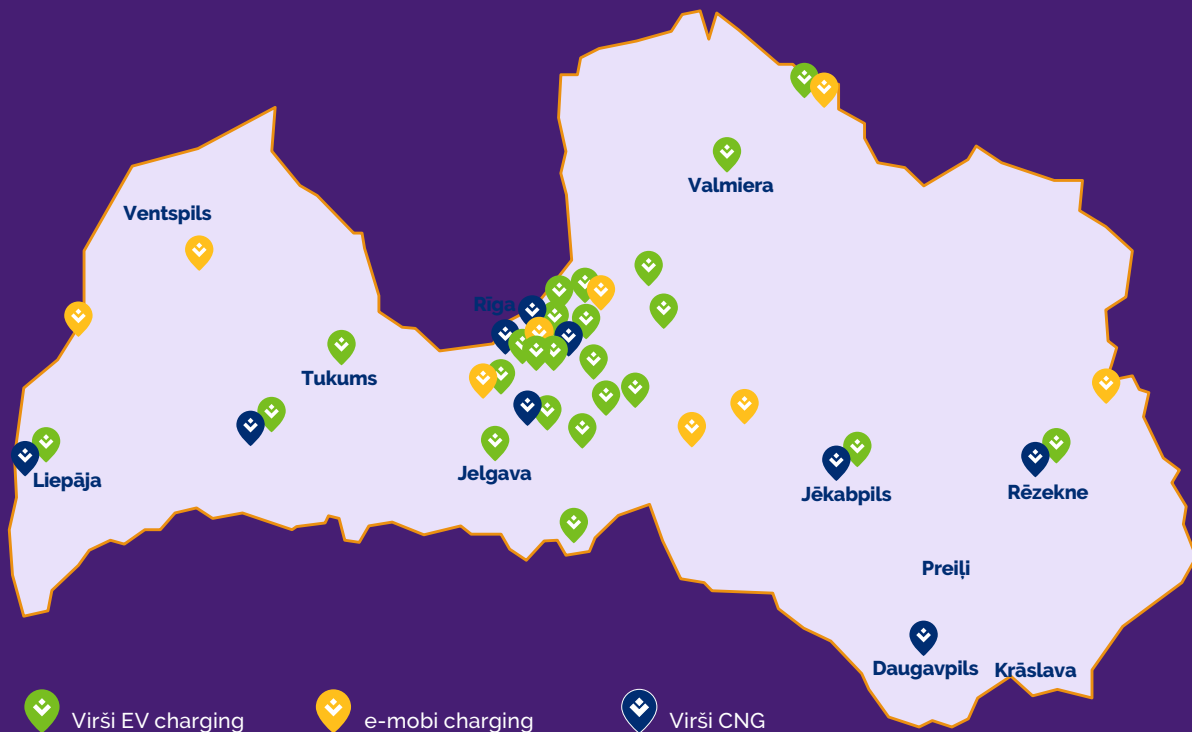 Valmiera
Ventspils
Rīga
Tukums
Jelgava
Liepāja
Jēkabpils
Rēzekne
Preiļi
Daugavpils
Krāslava
Virši EV charging
e-mobi charging
Virši CNG